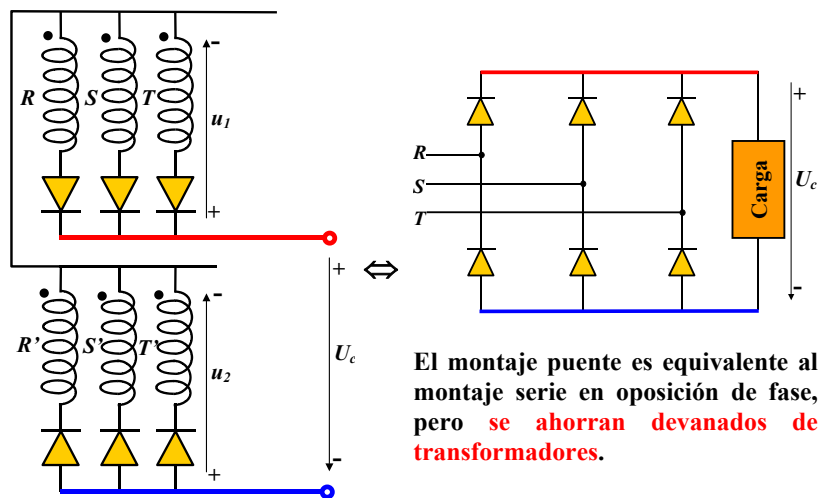 R S T u1 - +
R
S
T
Carga
+
Uc
-
+
Uc
-
R' S' T' u2 - +
⇔
El montaje puente es equivalente al
montaje serie en oposición de fase,
pero se ahorran devanados de
transformadores.